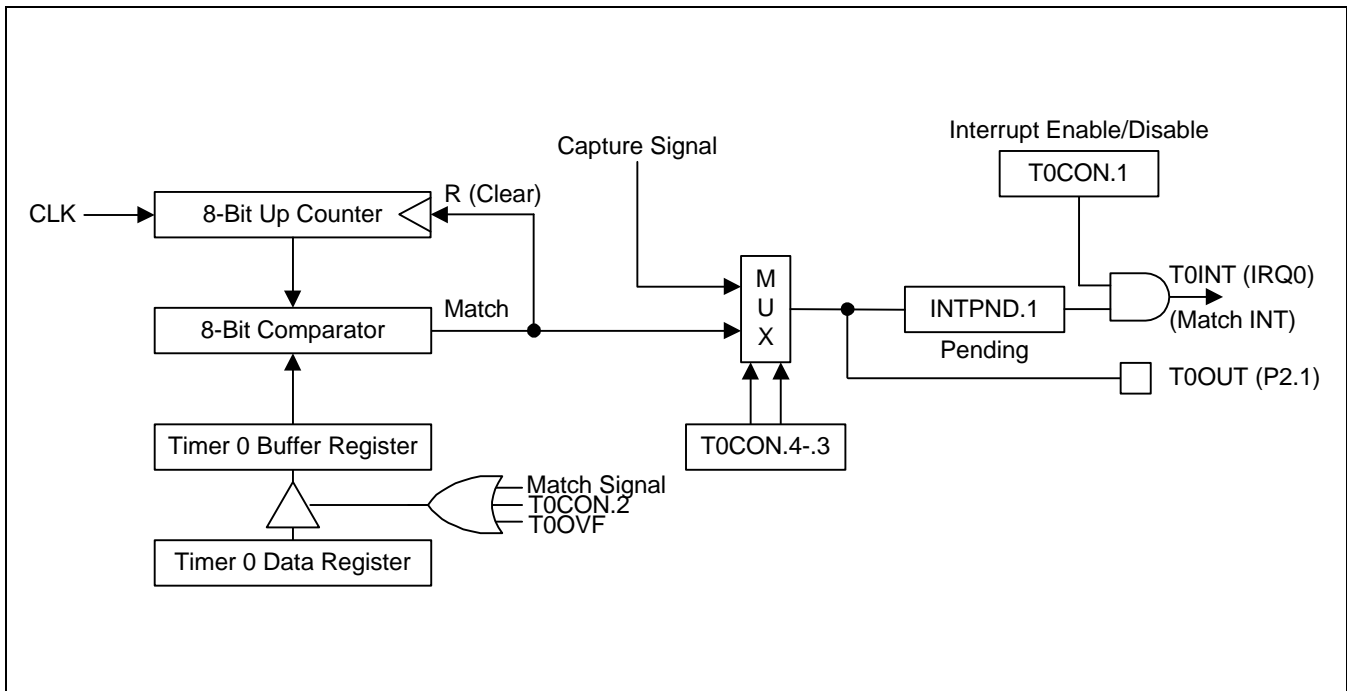 Interrupt Enable/Disable
T0CON.1
Capture Signal
CLK
8-Bit Up Counter
R (Clear)
8-Bit Comparator
Match
M
U
X
INTPND.1
Pending
T0INT (IRQ0)
(Match INT)
T0OUT (P2.1)
Timer 0 Buffer Register
T0CON.4-.3
Match Signal
T0CON.2
T0OVF
Timer 0 Data Register